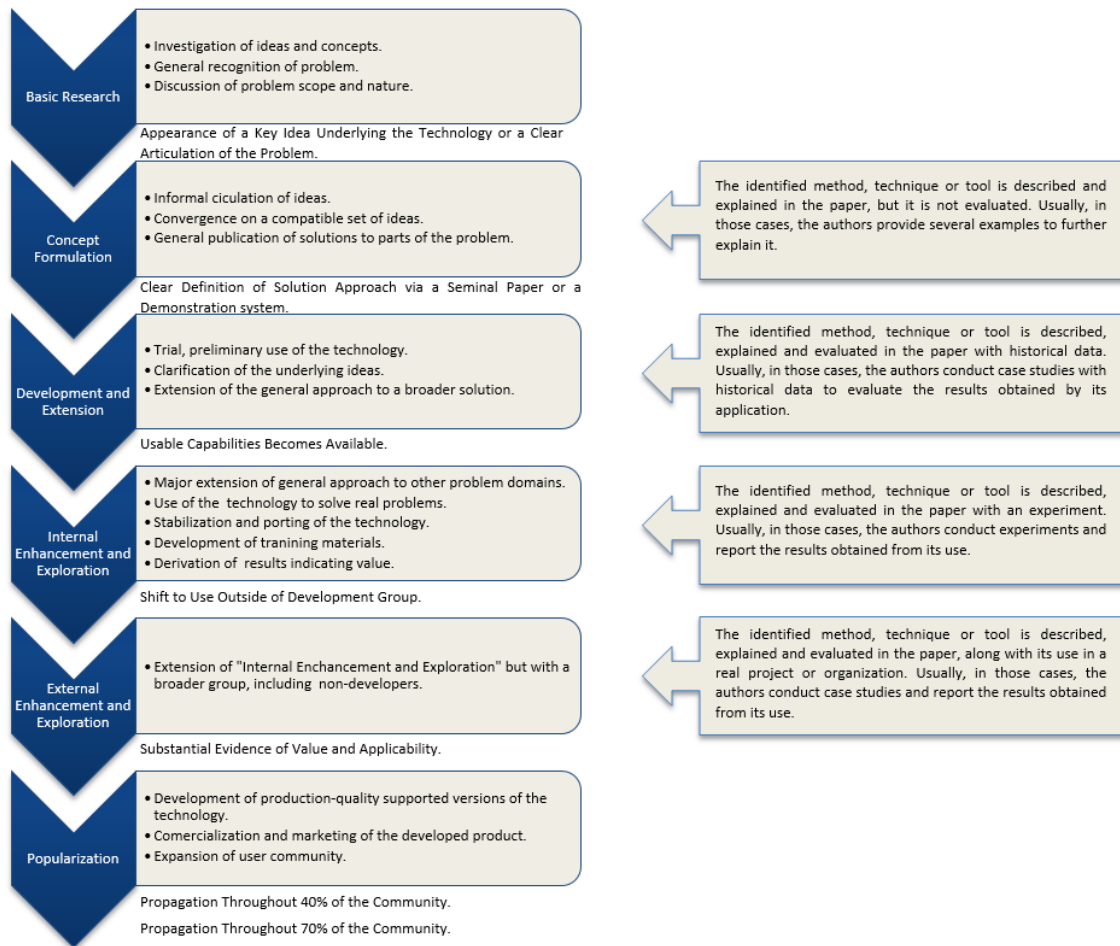 Basic Research
• Investigation of ideas and concepts.
• General recognition of problem.
• Discussion of problem scope and nature.
Appearance of a Key Idea Underlying the Technology or a Clear
Articulation of the Problem.
Concept
Formulation
• Informal ciculation of ideas.
• Convergence on a compatible set of ideas.
• General publication of solutions to parts of the problem.
The identified method, technique or tool is described and
explained in the paper, but it is not evaluated. Usually, in
those cases, the authors provide several examples to further
explain it.
Clear Definition of Solution Approach via a Seminal Paper or a
Demonstration system.
Development and
Extension
• Trial, preliminary use of the technology.
• Clarification of the underlying ideas.
• Extension of the general approach to a broader solution.
The identified method, technique or tool is described,
explained and evaluated in the paper with historical data.
Usually, in those cases, the authors conduct case studies with
historical data to evaluate the results obtained by its
application.
Usable Capabilities Becomes Available.
Internal
Enhancement and
Exploration
• Major extension of general approach to other problem domains.
• Use of the technology to solve real problems.
• Stabilization and porting of the technology.
• Development of tranining materials.
• Derivation of results indicating value.
The identified method, technique or tool is described,
explained and evaluated in the paper with an experiment.
Usually, in those cases, the authors conduct experiments and
report the results obtained from its use.
Shift to Use Outside of Development Group.
External
Enhancement and
Exploration
• Extension of "Internal Enchancement and Exploration" but with a
broader group, including non-developers.
The identified method, technique or tool is described,
explained and evaluated in the paper, along with its use in a
real project or organization. Usually, in those cases, the
authors conduct case studies and report the results obtained
from its use.
Substantial Evidence of Value and Applicability.
Popularization
• Development of production-quality supported versions of the
technology.
• Comercialization and marketing of the developed product.
• Expansion of user community.
Propagation Throughout 40% of the Community.
Propagation Throughout 70% of the Community.